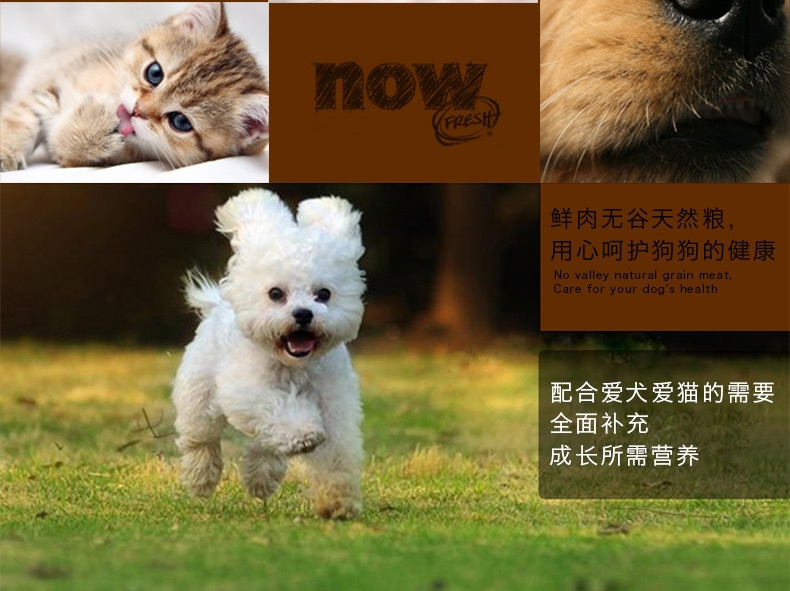 now
FRESH
鲜肉无谷天然粮,
用心呵护狗狗的健康
No valley natural grain meat,
Care for your dog's health
配合爱犬爱猫的需要
全面补充
成长所需营养